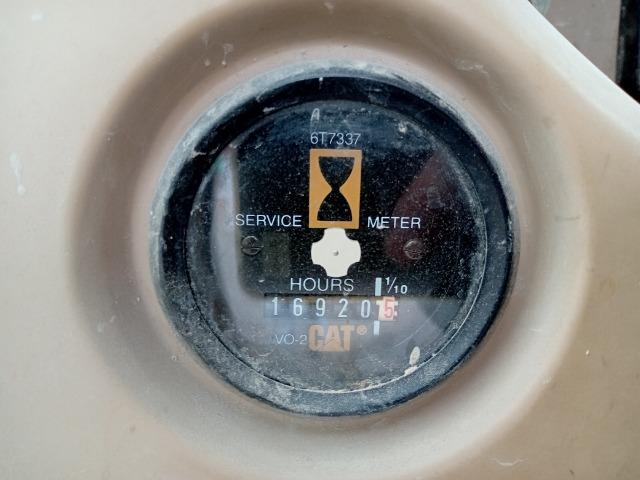 6T7337
SERVICE METER
HOURS 1/10
169205
VO-2 CAT®